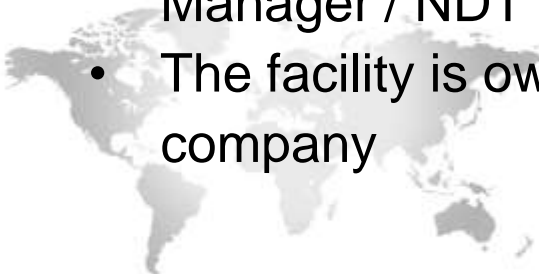 Manager / NDT
• The facility is ow
company